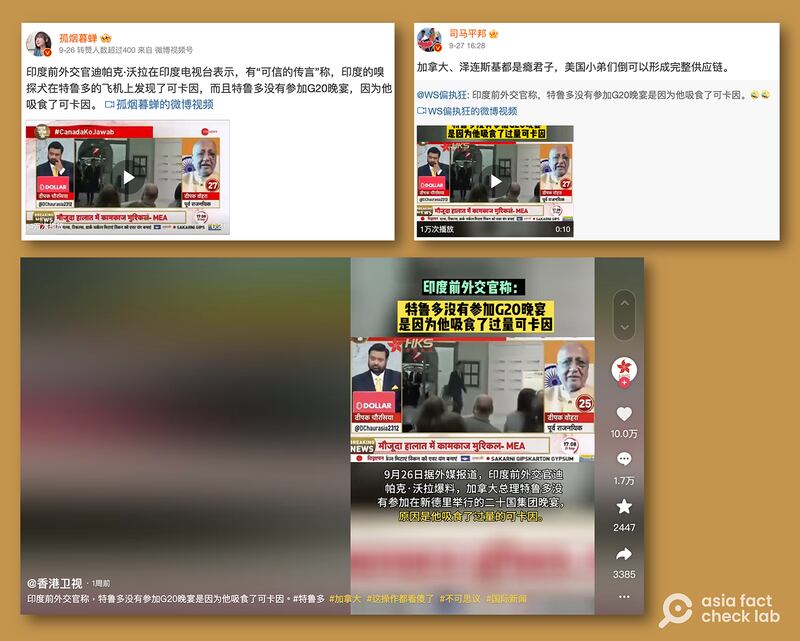 孤烟暮蝉
9-26 转赞人数超过400 来自 微博视频号
印度前外交官迪帕克·沃拉在印度电视台表示，有“可信的传言”称，印度的嗅
探犬在特鲁多的飞机上发现了可卡因，而且特鲁多没有参加G20晚宴，因为他
吸食了可卡因。 孤烟暮蝉的微博视频
#CanadaKoJawab
DOLLAR
दीपक चौरसिया
@DChaurasia2312
27
दीपक वोहरा
पूर्व राजनयिक
BREAKING NEWS
मौजूदा हालात में कामकाज मुश्किल- MEA
SAKARNI GIPS
司马平邦
9-27 16:28
加拿大、泽连斯基都是瘾君子，美国小弟们倒可以形成完整供应链。
@WS偏执狂: 印度前外交官称，特鲁多没有参加G20晚宴是因为他吸食了可卡因。
WS偏执狂的微博视频
特鲁多没有参加G20晚宴
是因为他吸食了过量可卡因
HKS
DOLLAR
दीपक चौरसिया
@DChaurasia2312
27
दीपक वोहरा
पूर्व राजनयिक
मौजूदा हालात में कामकाज मुश्किल- MEA
1万次播放
0:10
印度前外交官称：
特鲁多没有参加G20晚宴
是因为他吸食了过量可卡因
HKS
DOLLAR
दीपक चौरसिया
@DChaurasia2312
25
दीपक वोहरा
पूर्व राजनयिक
BREAKING NEWS
मौजूदा हालात में कामकाज मुश्किल- MEA
17:08
SAKARNI GIPSKARTON GYPSUM
9月26日据外媒报道，印度前外交官迪
帕克·沃拉爆料，加拿大总理特鲁多没
有参加在新德里举行的二十国集团晚宴，
原因是他吸食了过量的可卡因。
10.0万
1.7万
2447
3385
@香港卫视 · 1周前
印度前外交官称，特鲁多没有参加G20晚宴是因为他吸食了可卡因。#特鲁多 #加拿大 #这操作都看傻了 #不可思议 #国际新闻
asia fact
check lab